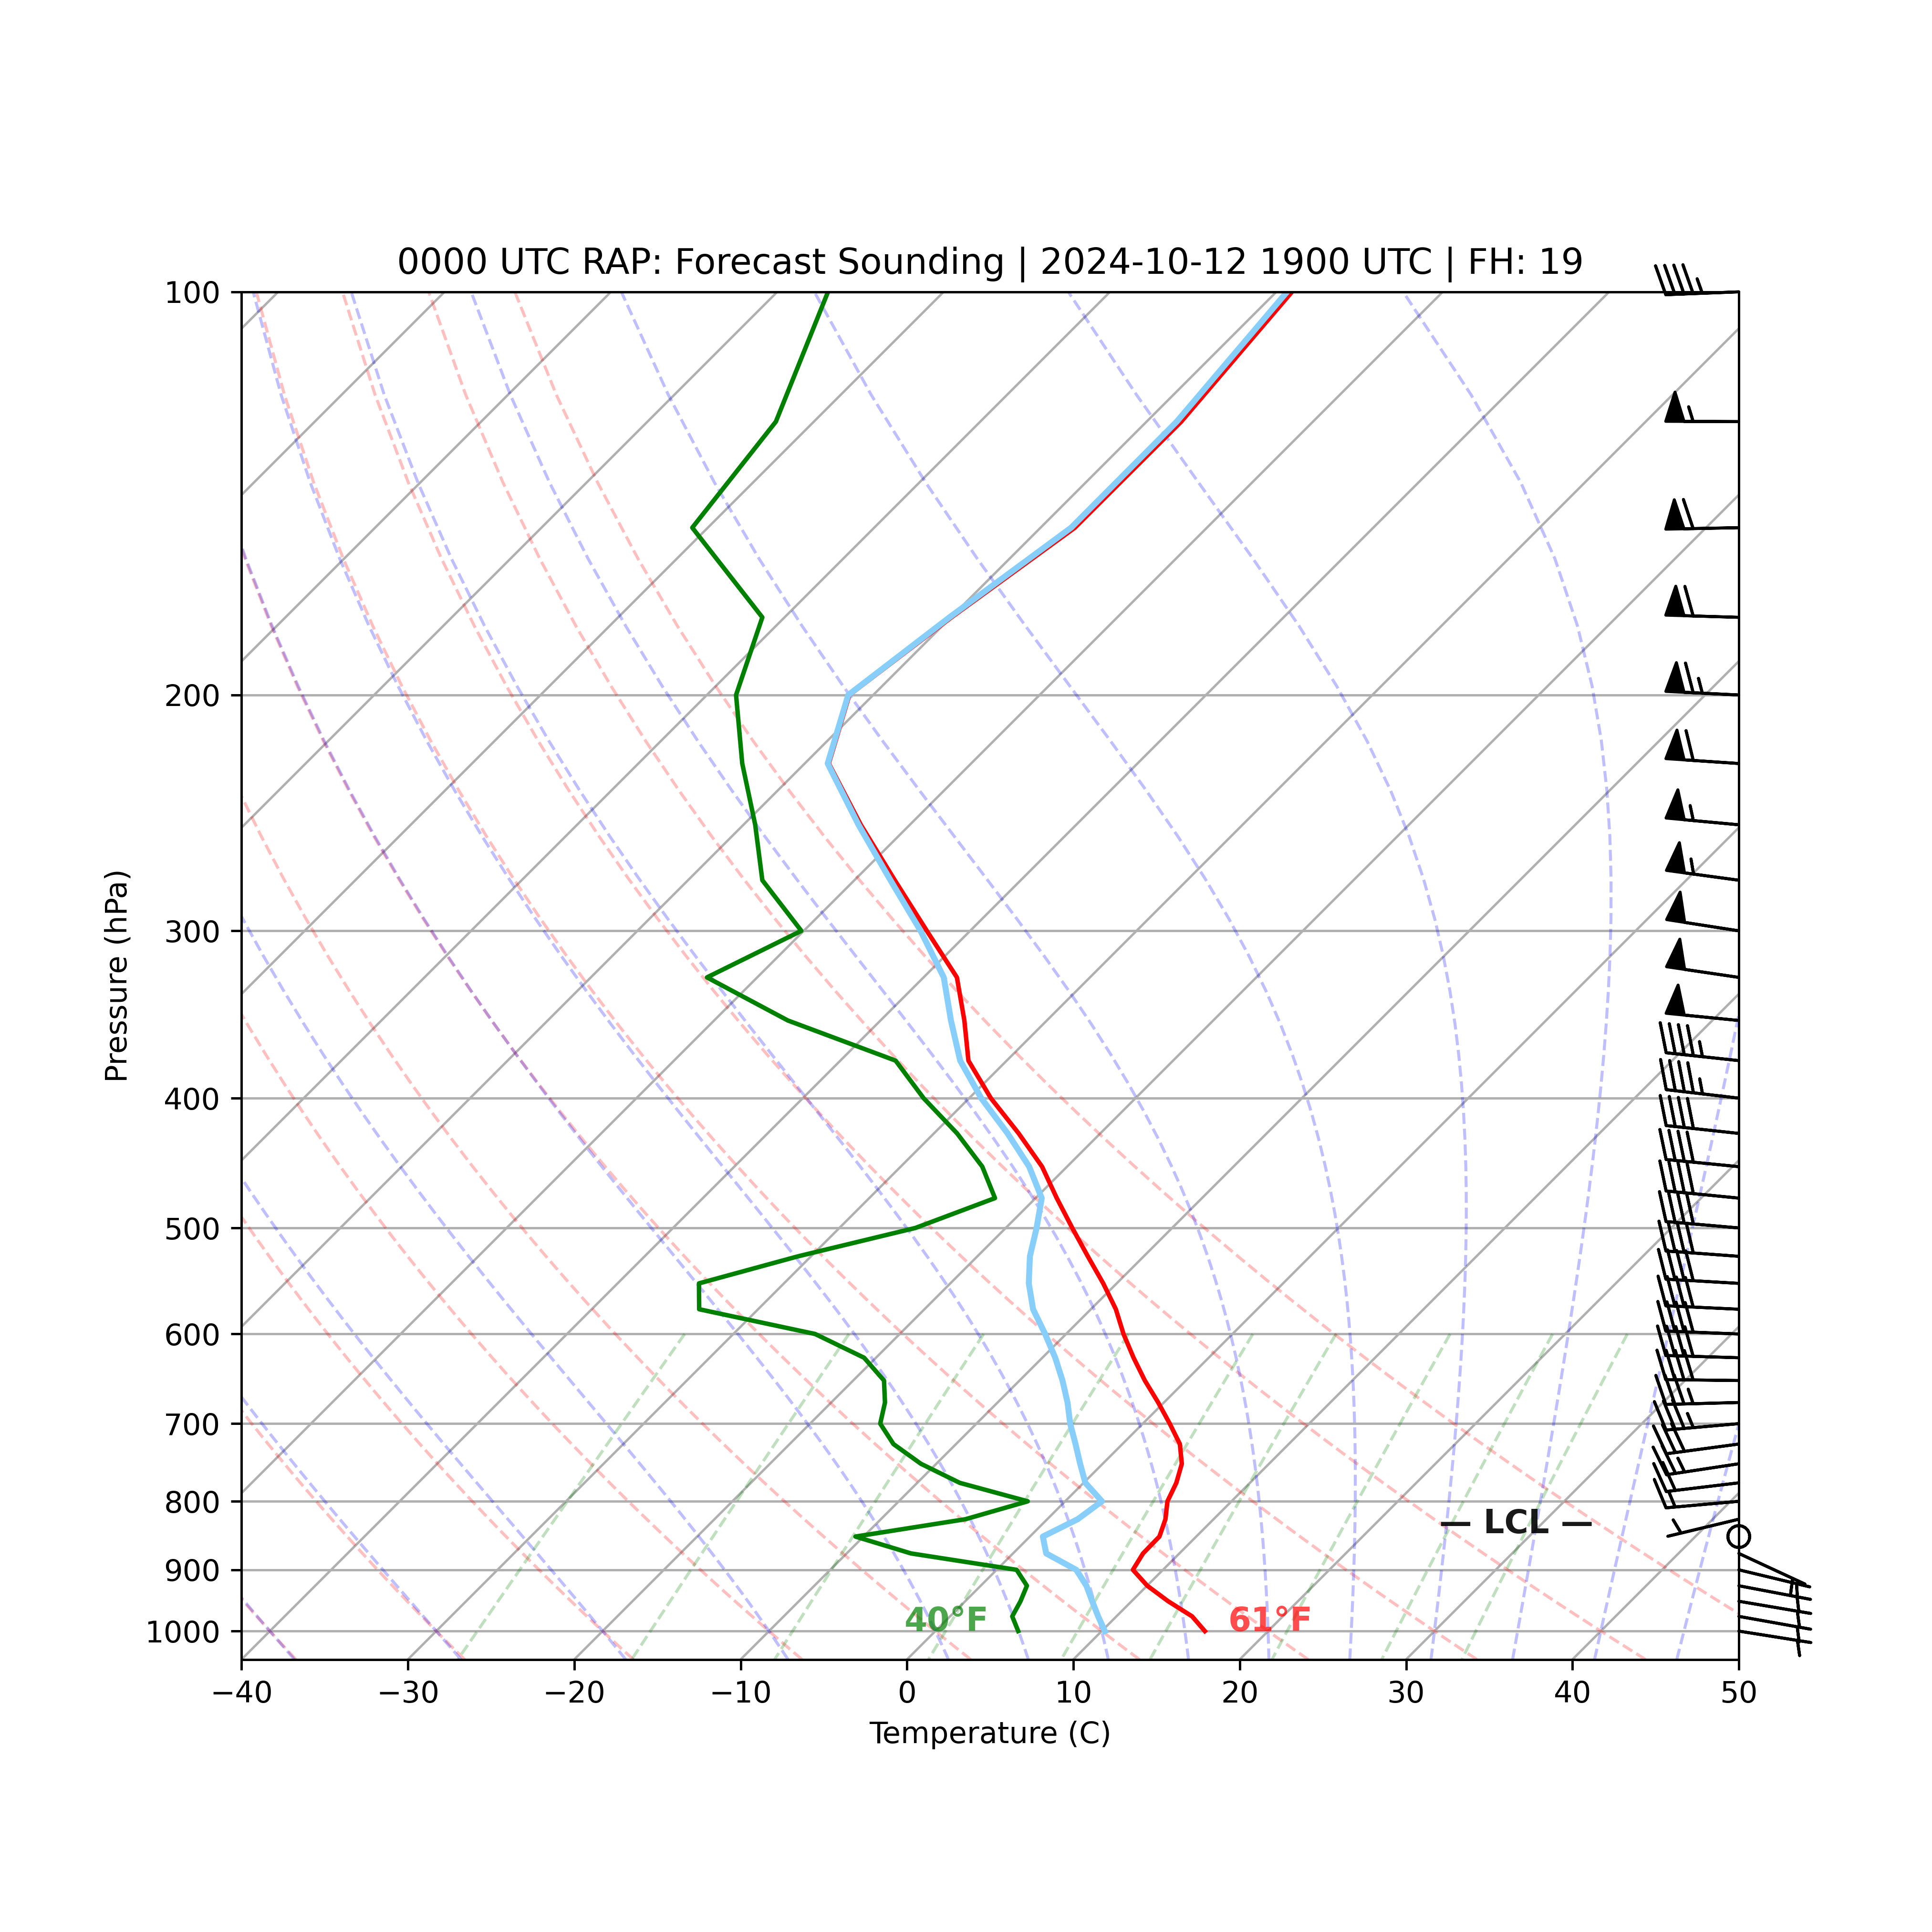 0000 UTC RAP: Forecast Sounding | 2024-10-12 1900 UTC | FH: 19
100
200
300
400
500
600
700
800
900
1000
Pressure (hPa)
— LCL —
40°F
61°F
−40 −30 −20 −10 0 10 20 30 40 50
Temperature (C)